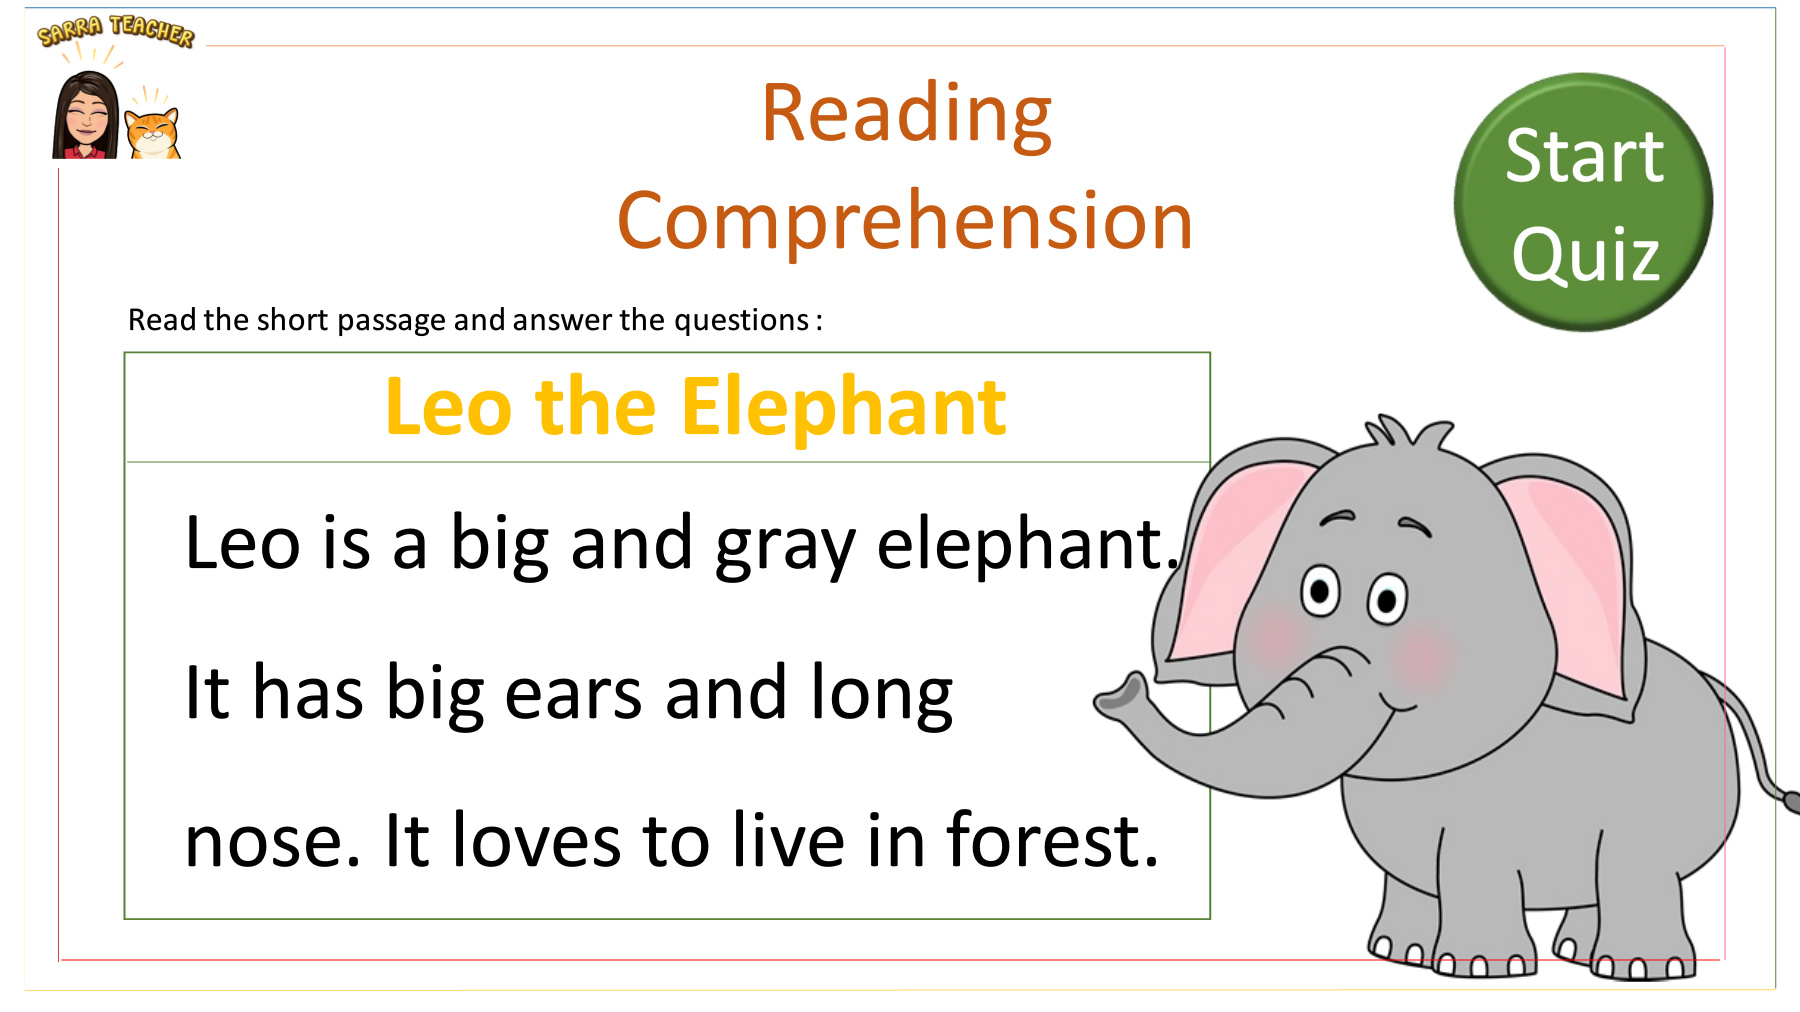 SARRA TEACHER
Reading
Comprehension
Start
Quiz
Read the short passage and answer the questions :
Leo the Elephant
Leo is a big and gray elephant.
It has big ears and long
nose. It loves to live in forest.